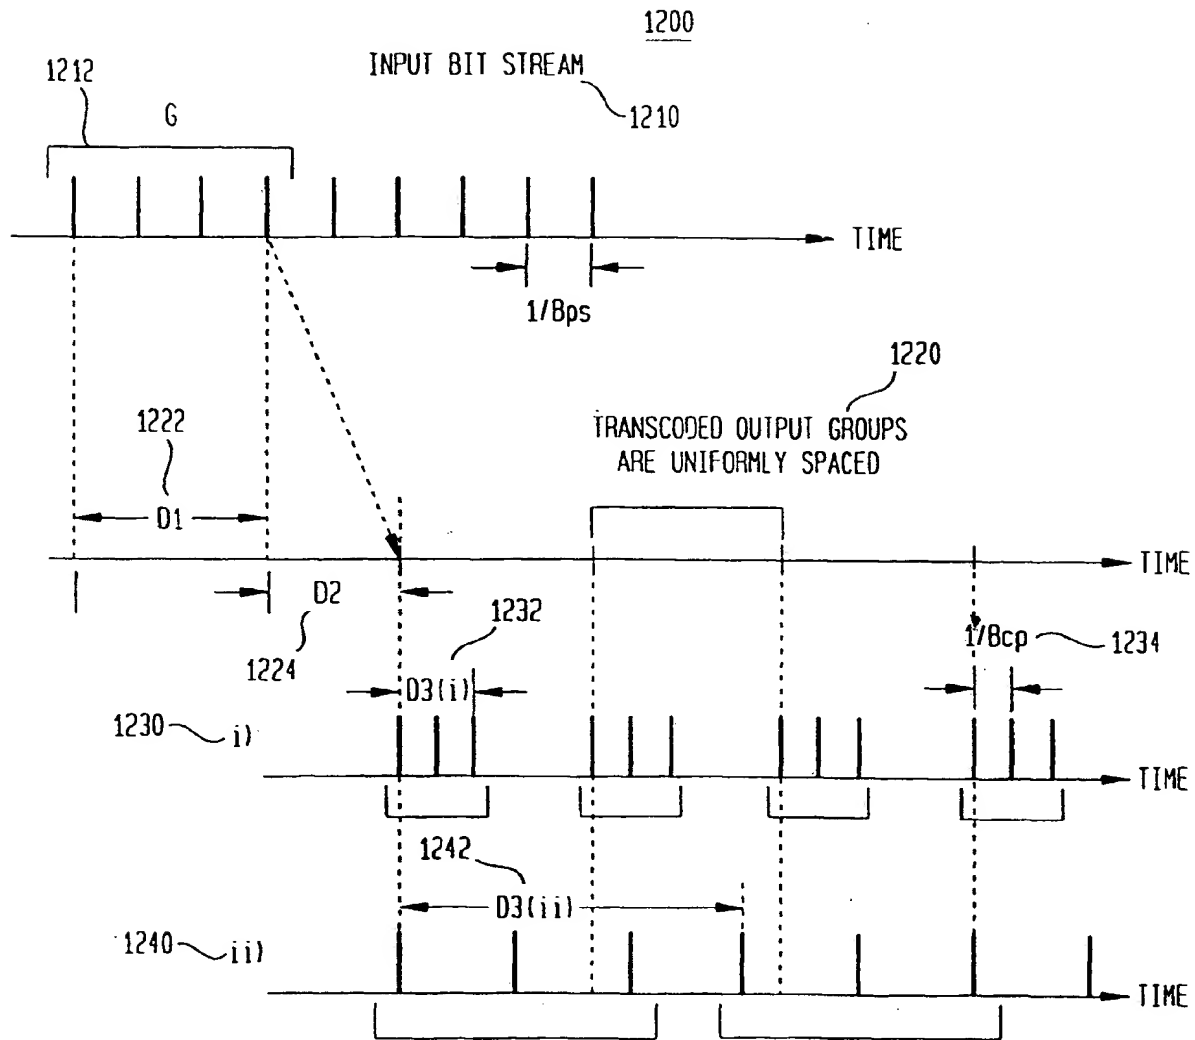 1200
INPUT BIT STREAM
1210
1212
G
TIME
1/Bps
1220
TRANSCODED OUTPUT GROUPS
ARE UNIFORMLY SPACED
1222
D1
TIME
D2
1224
1232
1/Bcp
1234
D3(i)
1230
i)
TIME
1242
D3(ii)
1240
ii)
TIME